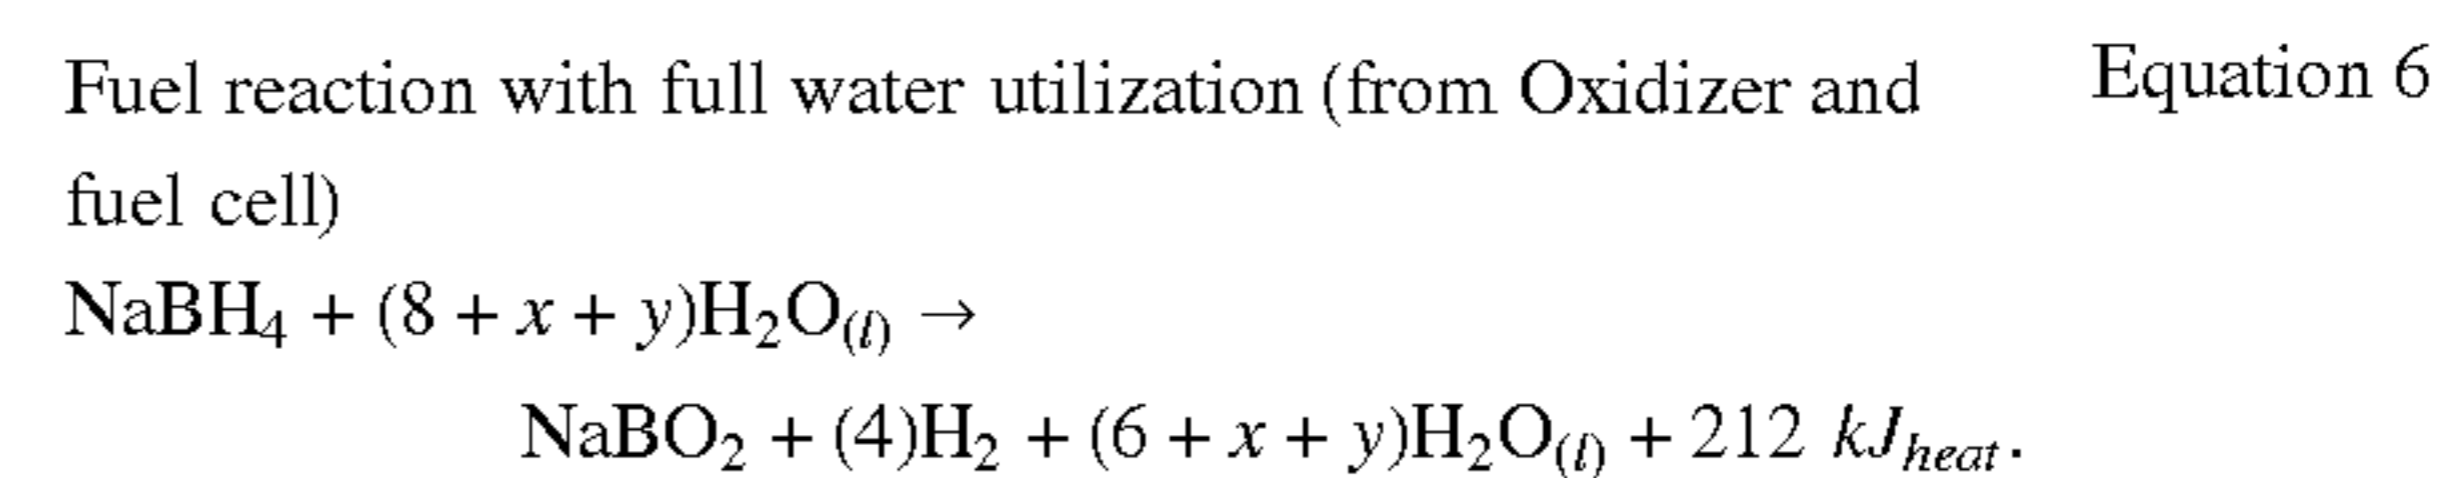 Fuel reaction with full water utilization (from Oxidizer and Equation 6
fuel cell)
NaBH₄ + (8 + x + y)H₂O₍l₎ →
NaBO₂ + (4)H₂ + (6 + x + y)H₂O₍l₎ + 212 kJheat.